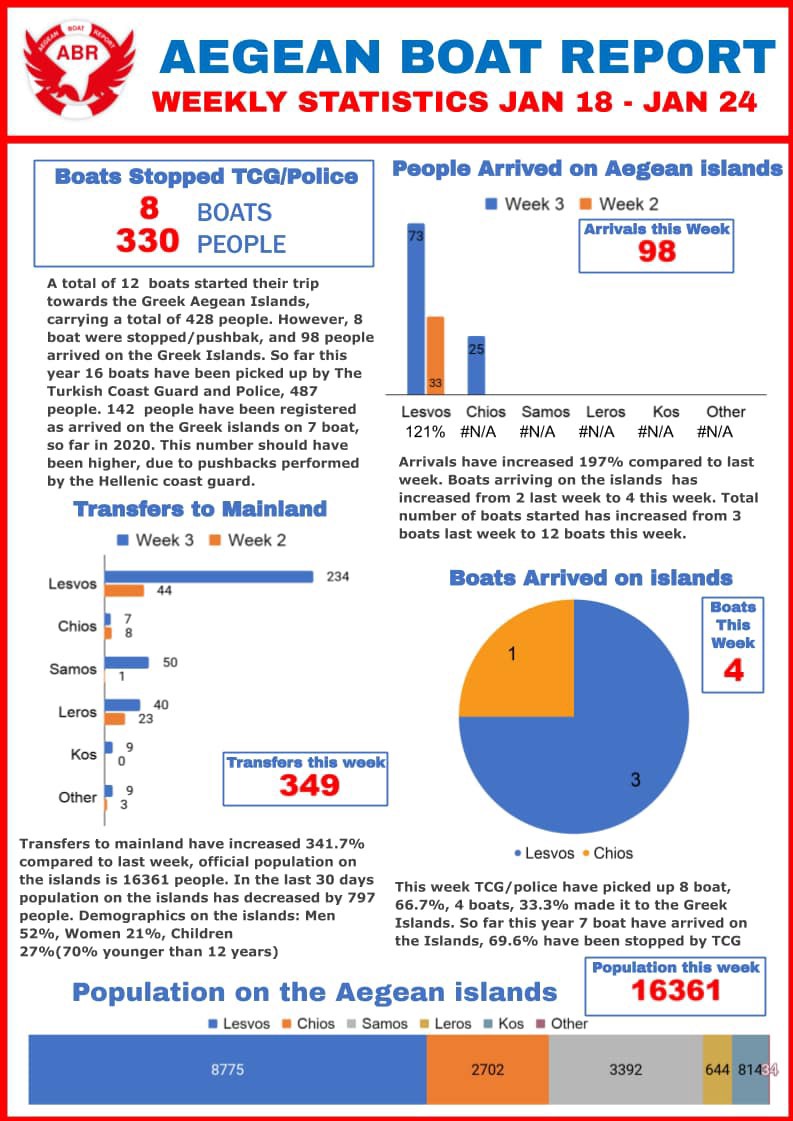 AEGEAN BOAT REPORT
ABR
AEGEAN BOAT REPORT
WEEKLY STATISTICS JAN 18 - JAN 24
Boats Stopped TCG/Police
8 BOATS
330 PEOPLE
A total of 12 boats started their trip
towards the Greek Aegean Islands,
carrying a total of 428 people. However, 8
boat were stopped/pushbak, and 98 people
arrived on the Greek Islands. So far this
year 16 boats have been picked up by The
Turkish Coast Guard and Police, 487
people. 142 people have been registered
as arrived on the Greek islands on 7 boat,
so far in 2020. This number should have
been higher, due to pushbacks performed
by the Hellenic coast guard.
People Arrived on Aegean islands
Week 3 Week 2
Arrivals this Week
98
73
33
25
Lesvos Chios Samos Leros Kos Other
121% #N/A #N/A #N/A #N/A #N/A
Arrivals have increased 197% compared to last
week. Boats arriving on the islands has
increased from 2 last week to 4 this week. Total
number of boats started has increased from 3
boats last week to 12 boats this week.
Transfers to Mainland
Week 3 Week 2
Lesvos 234
44
Chios 7
8
Samos 50
1
Leros 40
23
Kos 9
0
Other 9
3
Transfers this week
349
Transfers to mainland have increased 341.7%
compared to last week, official population on
the islands is 16361 people. In the last 30 days
population on the islands has decreased by 797
people. Demographics on the islands: Men
52%, Women 21%, Children
27%(70% younger than 12 years)
Boats Arrived on islands
Boats
This
Week
4
1
3
Lesvos Chios
This week TCG/police have picked up 8 boat,
66.7%, 4 boats, 33.3% made it to the Greek
Islands. So far this year 7 boat have arrived on
the Islands, 69.6% have been stopped by TCG
Population on the Aegean islands
Population this week
16361
Lesvos Chios Samos Leros Kos Other
8775 2702 3392 644 814 34